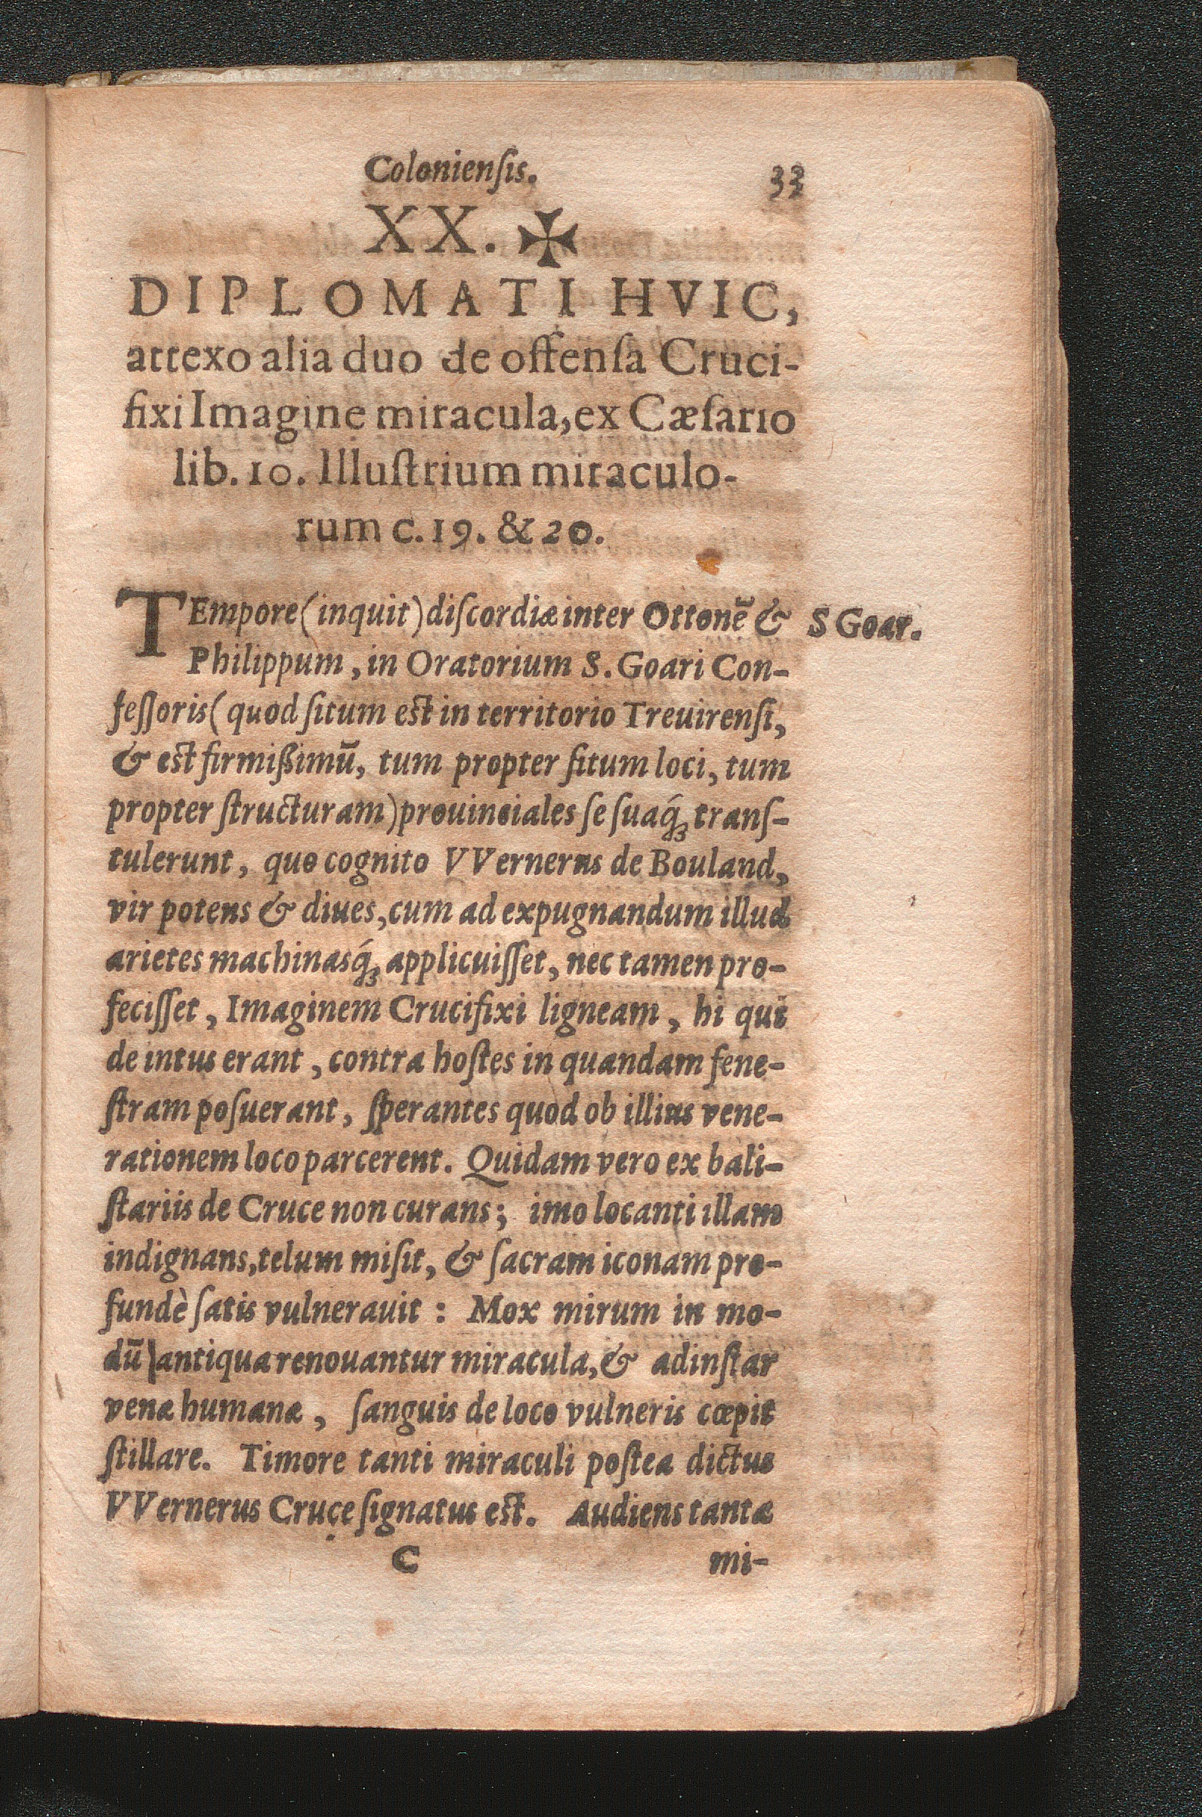 Coloniensis. 33
XX. ✠
DIPLOMATI HVIC,
attexo alia duo de offensa Cruci-
fixi Imagine miracula, ex Cæsario
lib. 10. Illustrium miraculo-
rum c. 19. & 20.
TEmpore (inquit) discordiæ inter Ottonē & S Goar.
Philippum, in Oratorium S. Goari Con-
fessoris (quod situm est in territorio Treuirensi,
& est firmißimū, tum propter situm loci, tum
propter structuram) prouinciales se suaq́; trans-
tulerunt, quo cognito VVernerus de Bouland,
vir potens & diues, cum ad expugnandum illud
arietes machinasq́; applicuisset, nec tamen pro-
fecisset, Imaginem Crucifixi ligneam, hi qui
de intus erant, contra hostes in quandam fene-
stram posuerant, sperantes quod ob illius vene-
rationem loco parcerent. Quidam vero ex bali-
stariis de Cruce non curans; imo locanti illam
indignans, telum misit, & sacram iconam pro-
fundè satis vulnerauit: Mox mirum in mo-
dū antiqua renouantur miracula, & adinstar
venæ humanæ, sanguis de loco vulneris cœpit
stillare. Timore tanti miraculi postea dictus
VVernerus Cruce signatus est. Audiens tantæ
C mi-